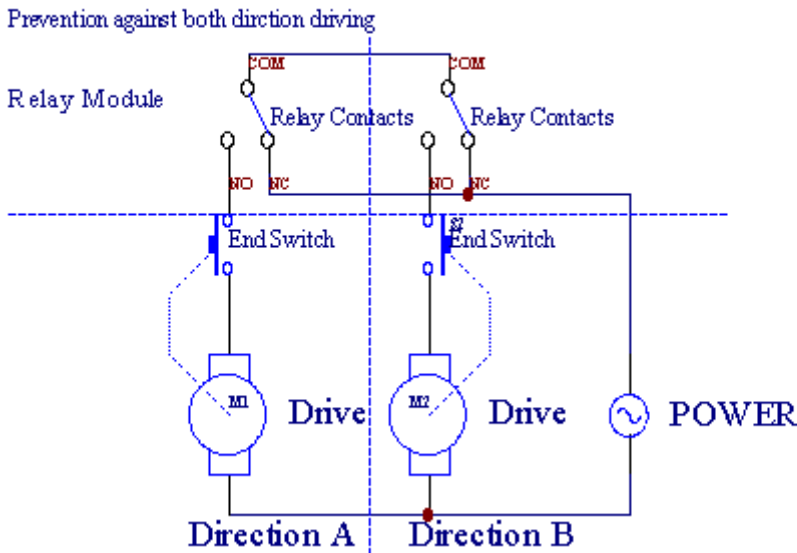 Prevention against both dirction driving
COM COM
Relay Module
Relay Contacts Relay Contacts
NO NC NO NC
End Switch End Switch
M1 Drive M2 Drive POWER
Direction A Direction B